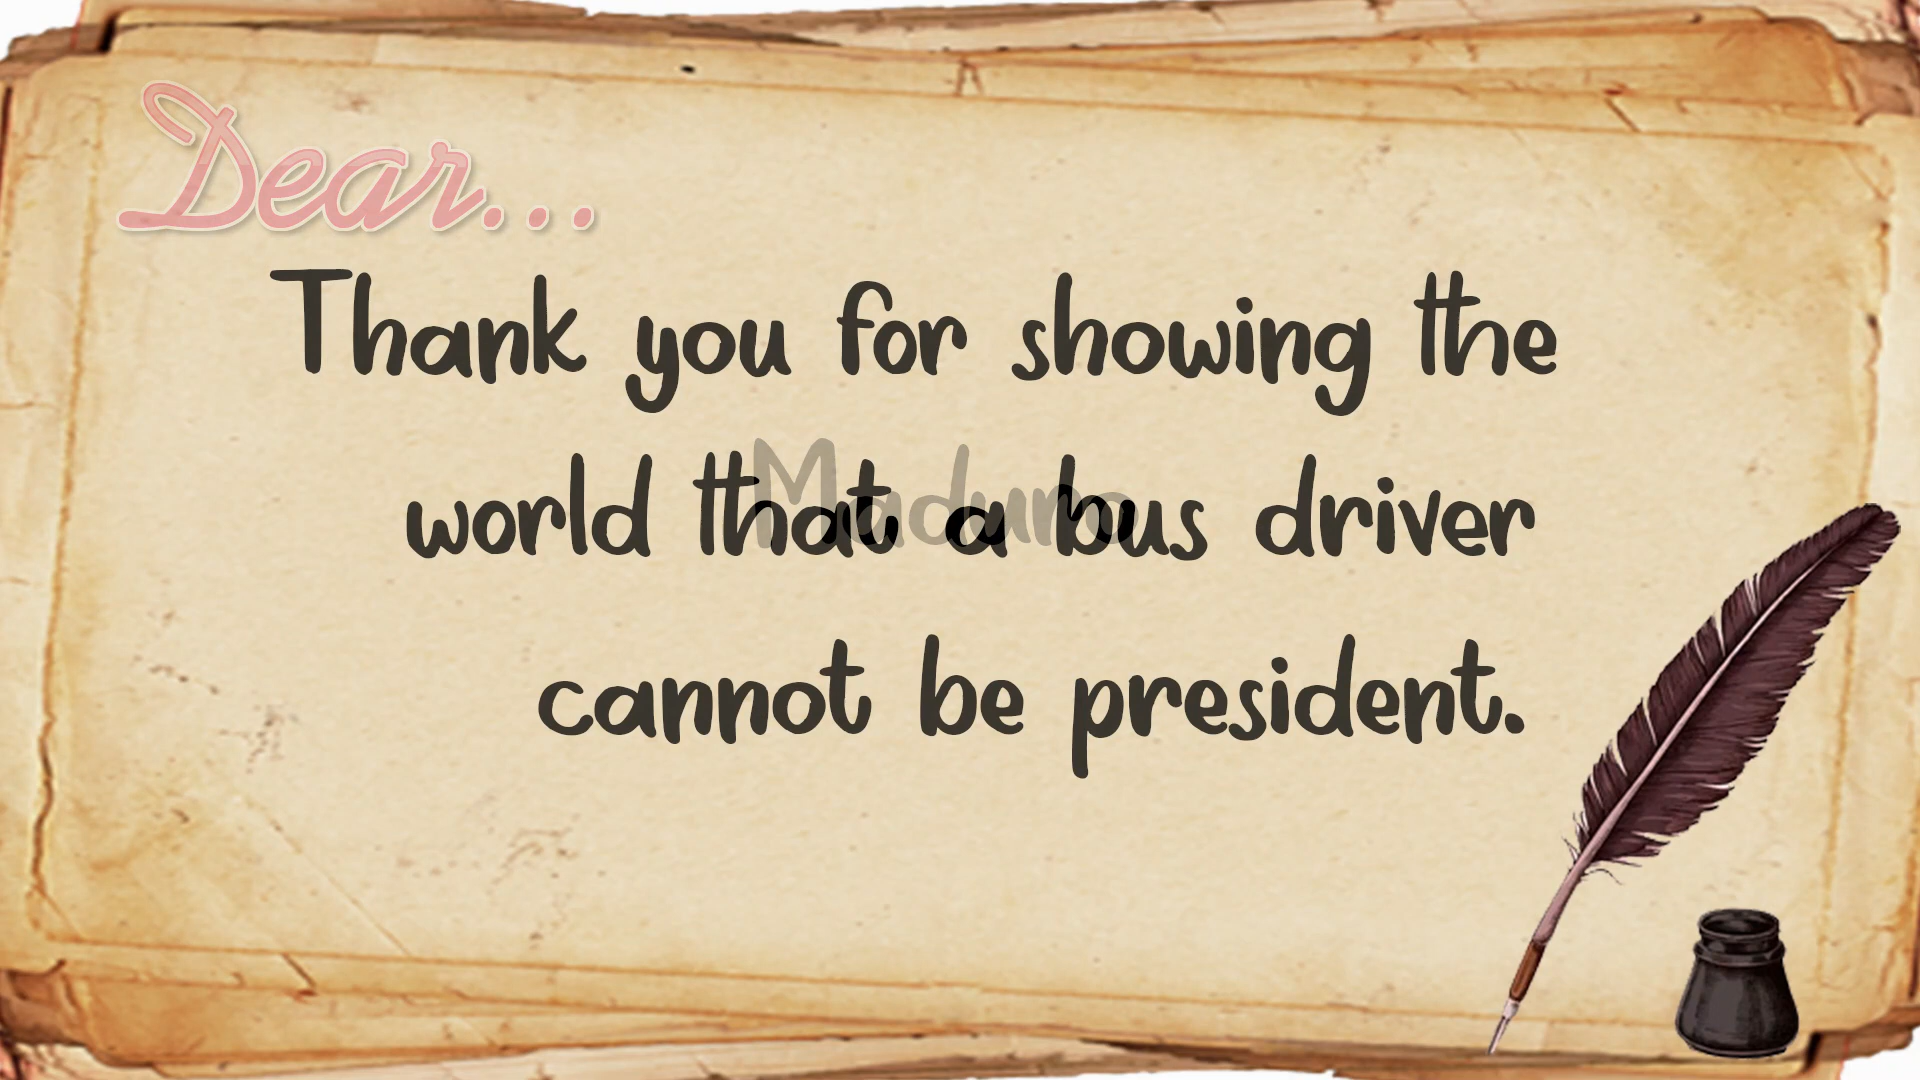 Dear...
Thank you for showing the
world that a bus driver
Maduro
cannot be president.